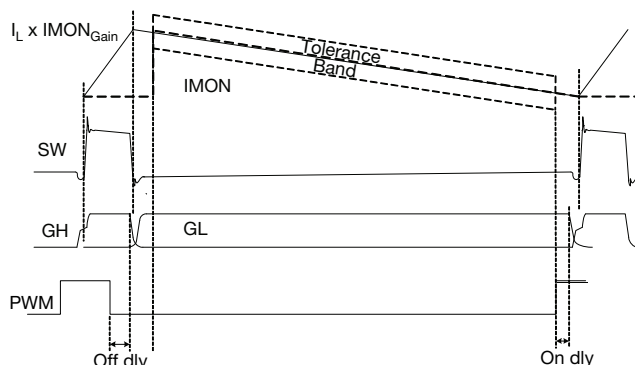 I_L x IMON_Gain
Tolerance
Band
IMON
SW
GH
GL
PWM
Off dly
On dly